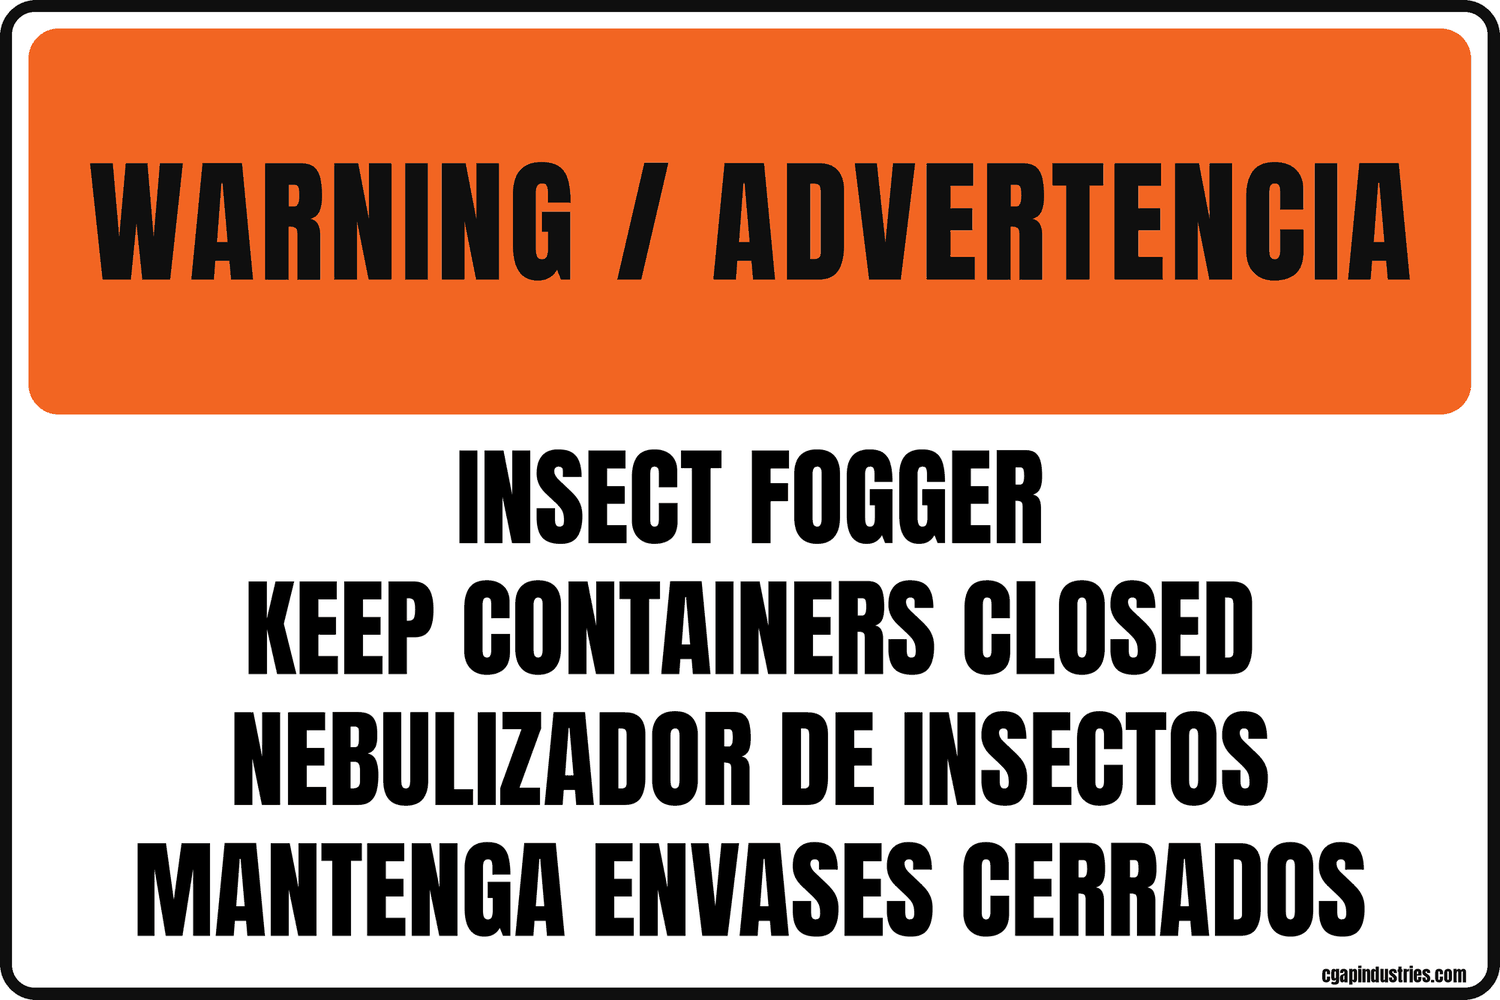 WARNING / ADVERTENCIA
INSECT FOGGER
KEEP CONTAINERS CLOSED
NEBULIZADOR DE INSECTOS
MANTENGA ENVASES CERRADOS
cgapindustries.com